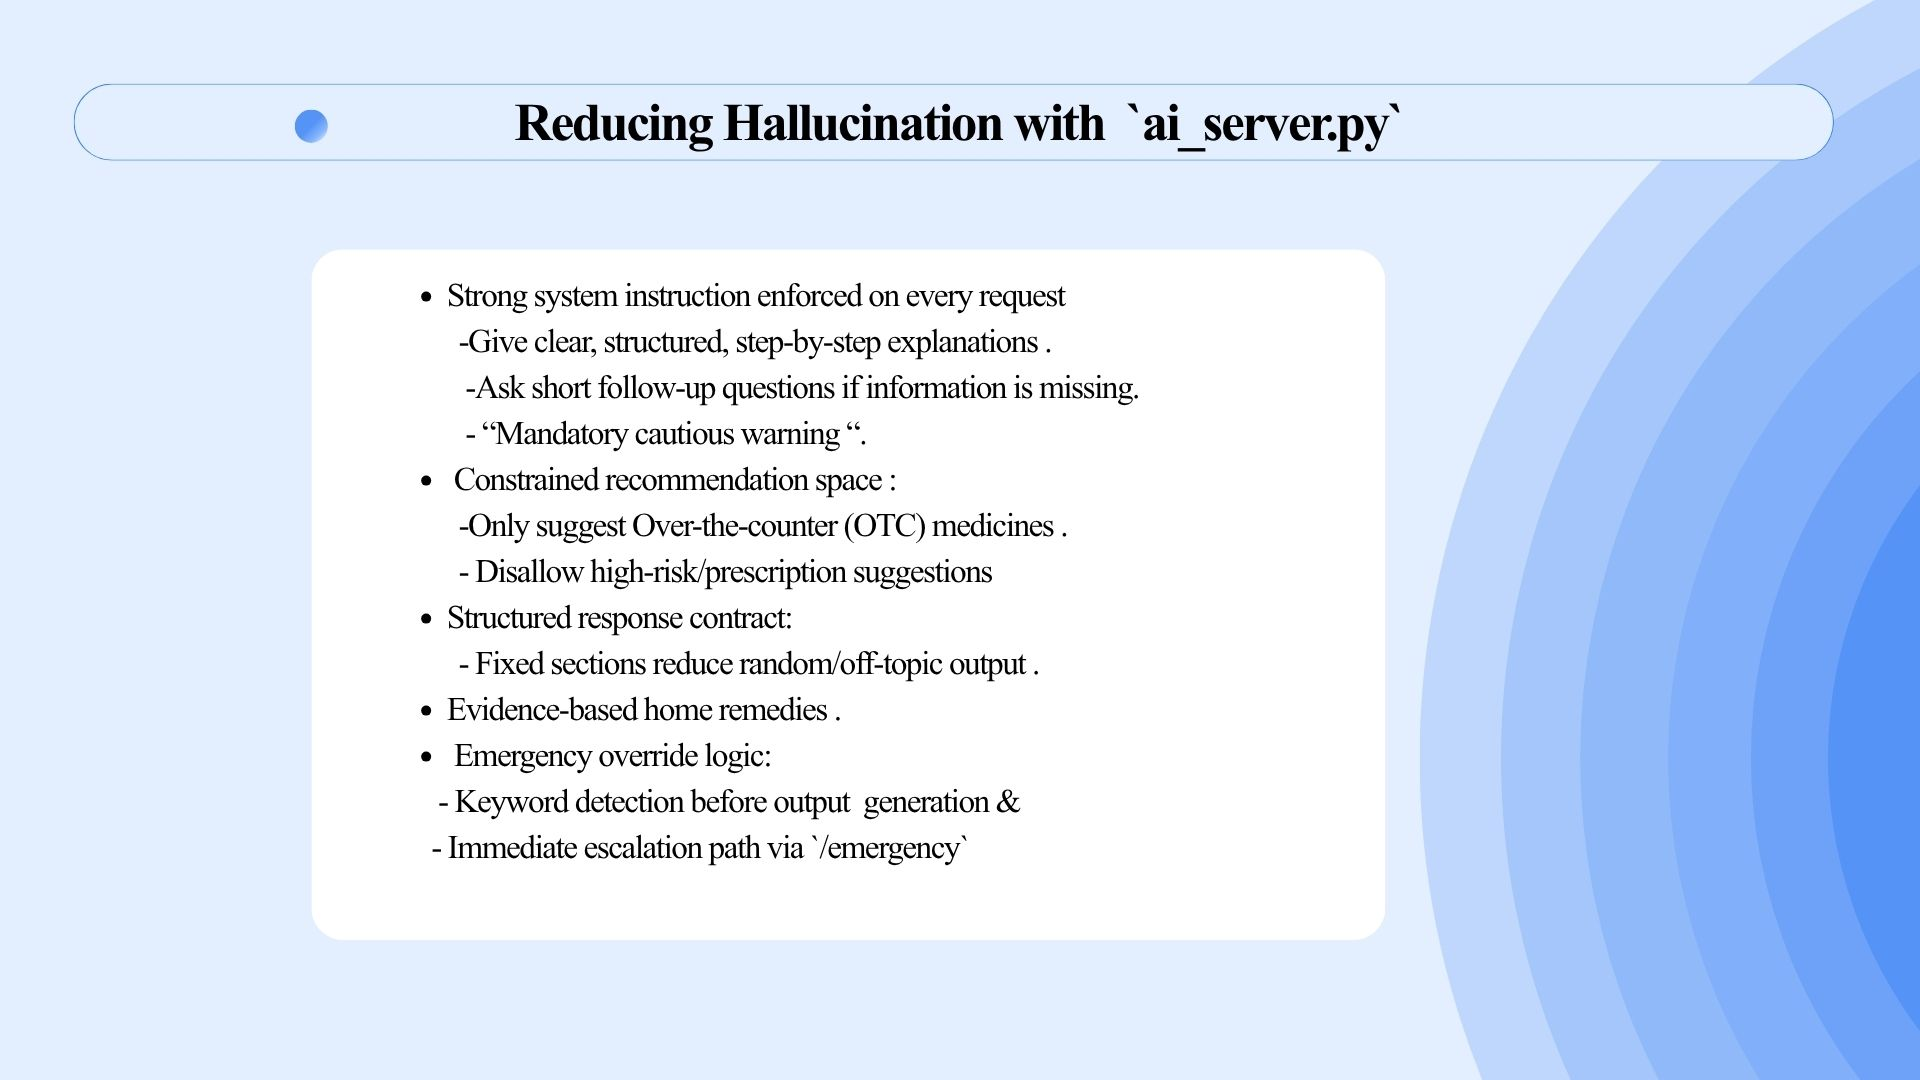 Reducing Hallucination with `ai_server.py`
• Strong system instruction enforced on every request
-Give clear, structured, step-by-step explanations .
-Ask short follow-up questions if information is missing.
- “Mandatory cautious warning “.
• Constrained recommendation space :
-Only suggest Over-the-counter (OTC) medicines .
- Disallow high-risk/prescription suggestions
• Structured response contract:
- Fixed sections reduce random/off-topic output .
• Evidence-based home remedies .
• Emergency override logic:
- Keyword detection before output generation &
- Immediate escalation path via `/emergency`